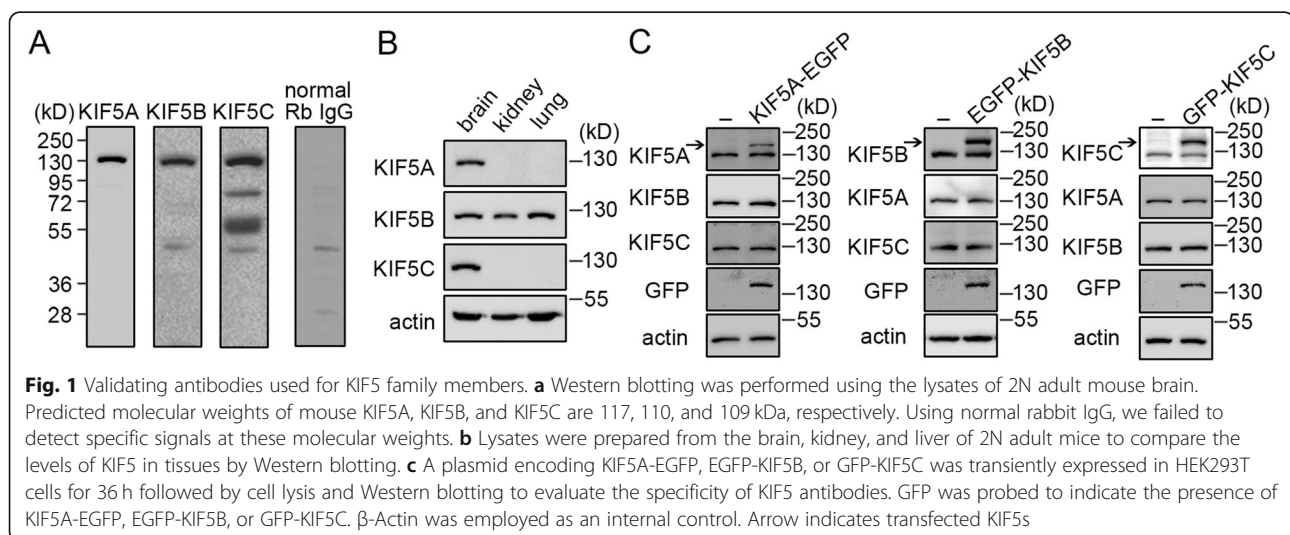 A
(kD) KIF5A KIF5B KIF5C normal Rb IgG
250
130
95
72
55
36
28
B
brain kidney lung
(kD)
KIF5A –130
KIF5B –130
KIF5C –130
–55
actin
C
– KIF5A-EGFP (kD)
–250
KIF5A –130
KIF5B –250
–130
KIF5C –250
–130
GFP –130
–55
actin
– EGFP-KIF5B (kD)
–250
KIF5B –130
–250
KIF5A –130
–250
KIF5C –130
GFP –130
–55
actin
– GFP-KIF5C (kD)
–250
KIF5C –130
–250
KIF5A –130
–250
KIF5B –130
GFP –130
–55
actin
Fig. 1 Validating antibodies used for KIF5 family members. a Western blotting was performed using the lysates of 2N adult mouse brain.
Predicted molecular weights of mouse KIF5A, KIF5B, and KIF5C are 117, 110, and 109 kDa, respectively. Using normal rabbit IgG, we failed to
detect specific signals at these molecular weights. b Lysates were prepared from the brain, kidney, and liver of 2N adult mice to compare the
levels of KIF5 in tissues by Western blotting. c A plasmid encoding KIF5A-EGFP, EGFP-KIF5B, or GFP-KIF5C was transiently expressed in HEK293T
cells for 36 h followed by cell lysis and Western blotting to evaluate the specificity of KIF5 antibodies. GFP was probed to indicate the presence of
KIF5A-EGFP, EGFP-KIF5B, or GFP-KIF5C. β-Actin was employed as an internal control. Arrow indicates transfected KIF5s